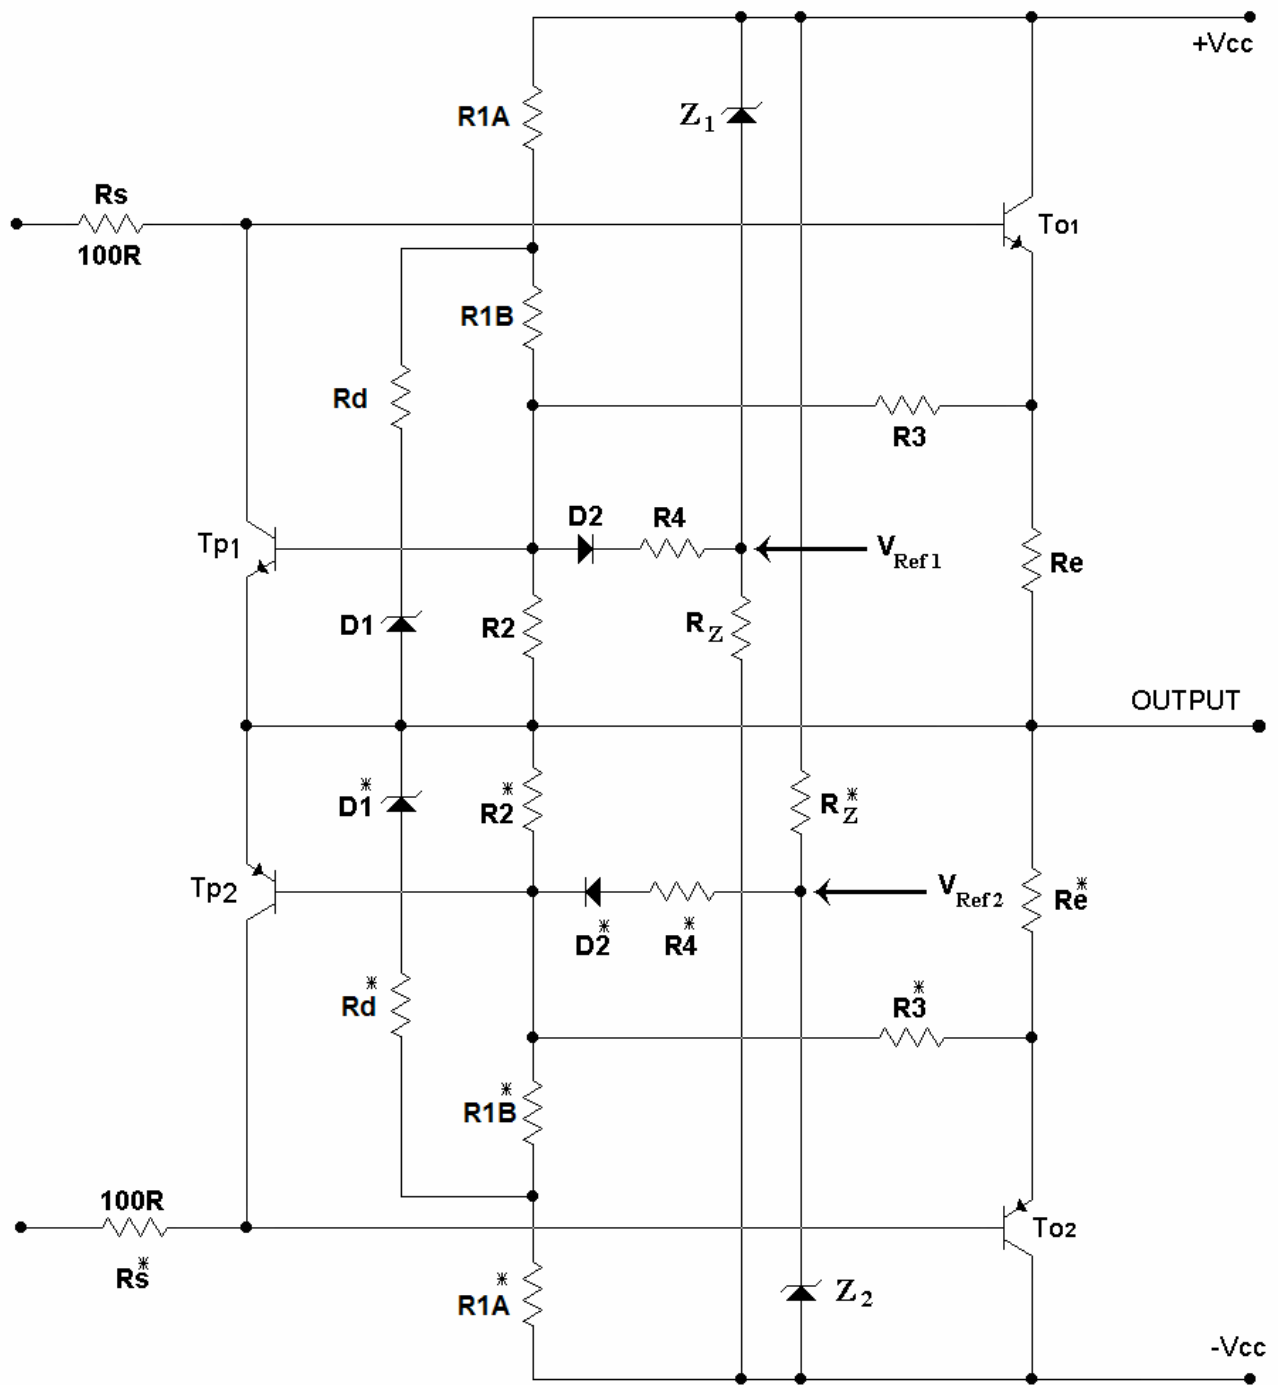 +Vcc
R1A
Z1
Rs
100R
To1
R1B
Rd
R3
D2
R4
Tp1
VRef1
Re
D1
R2
RZ
OUTPUT
D1*
R2*
RZ*
Tp2
VRef2
Re*
D2*
R4*
Rd*
R3*
R1B*
100R
Rs*
To2
R1A*
Z2
-Vcc